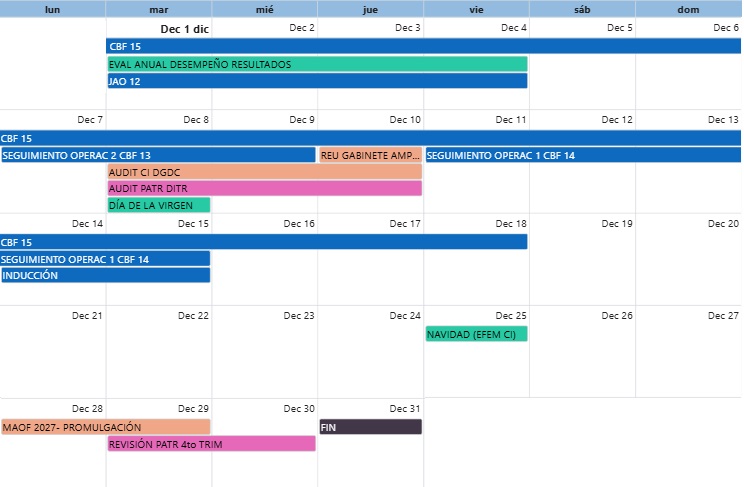 lun mar mié jue vie sáb dom
Dec 1 dic Dec 2 Dec 3 Dec 4 Dec 5 Dec 6
CBF 15
EVAL ANUAL DESEMPEÑO RESULTADOS
JAO 12
Dec 7 Dec 8 Dec 9 Dec 10 Dec 11 Dec 12 Dec 13
CBF 15
SEGUIMIENTO OPERAC 2 CBF 13 REU GABINETE AMP... SEGUIMIENTO OPERAC 1 CBF 14
AUDIT CI DGDC
AUDIT PATR DITR
DÍA DE LA VIRGEN
Dec 14 Dec 15 Dec 16 Dec 17 Dec 18 Dec 19 Dec 20
CBF 15
SEGUIMIENTO OPERAC 1 CBF 14
INDUCCIÓN
Dec 21 Dec 22 Dec 23 Dec 24 Dec 25 Dec 26 Dec 27
NAVIDAD (EFEM CI)
Dec 28 Dec 29 Dec 30 Dec 31
MAOF 2027- PROMULGACIÓN FIN
REVISIÓN PATR 4to TRIM